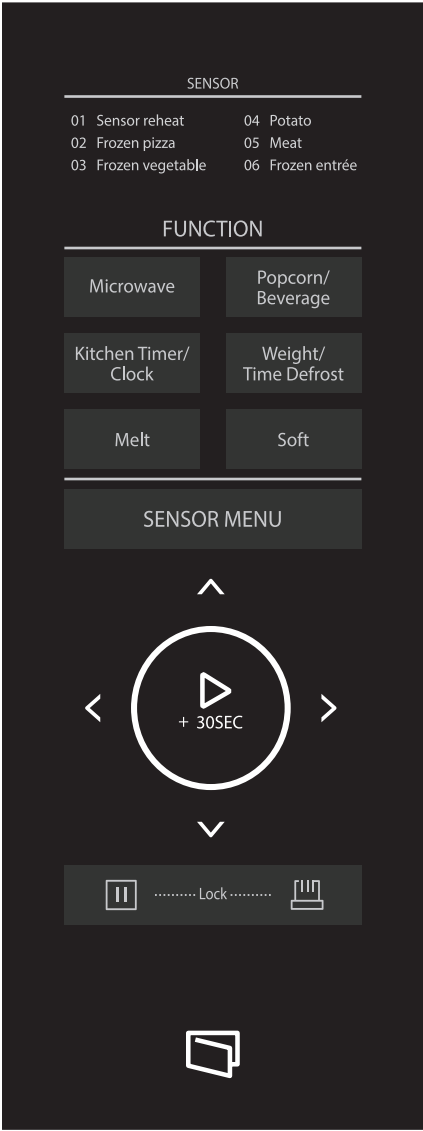 SENSOR
01 Sensor reheat
02 Frozen pizza
03 Frozen vegetable
04 Potato
05 Meat
06 Frozen entrée
FUNCTION
Microwave
Popcorn/
Beverage
Kitchen Timer/
Clock
Weight/
Time Defrost
Melt
Soft
SENSOR MENU
+ 30SEC
Lock